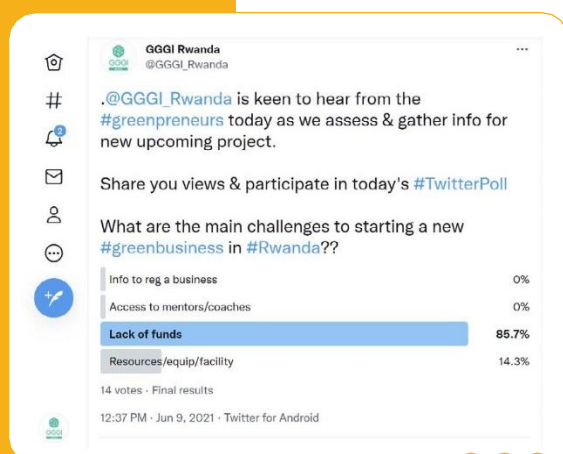 GGGI Rwanda
@GGGI_Rwanda
...
#
2
.@GGGI_Rwanda is keen to hear from the
#greenpreneurs today as we assess & gather info for
new upcoming project.
Share you views & participate in today's #TwitterPoll
What are the main challenges to starting a new
#greenbusiness in #Rwanda??
Info to reg a business 0%
Access to mentors/coaches 0%
Lack of funds 85.7%
Resources/equip/facility 14.3%
14 votes · Final results
12:37 PM · Jun 9, 2021 · Twitter for Android
GGGI
GGGI